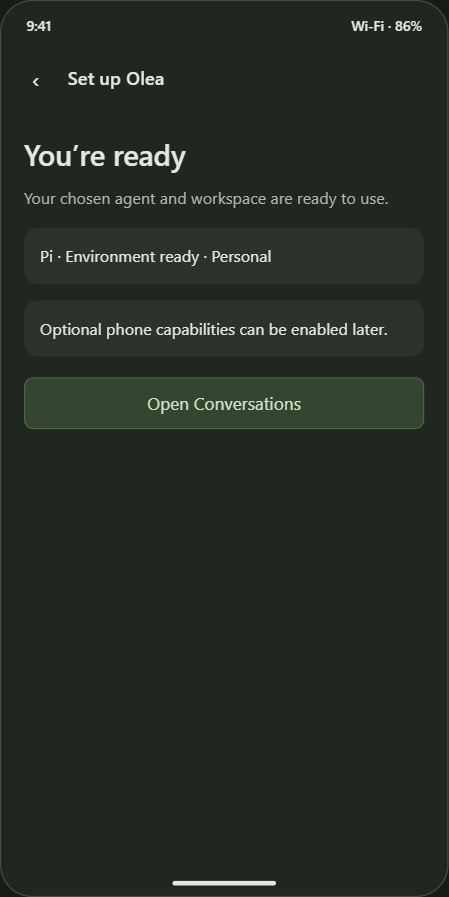 9:41
Wi-Fi · 86%
‹
Set up Olea
You’re ready
Your chosen agent and workspace are ready to use.
Pi · Environment ready · Personal
Optional phone capabilities can be enabled later.
Open Conversations